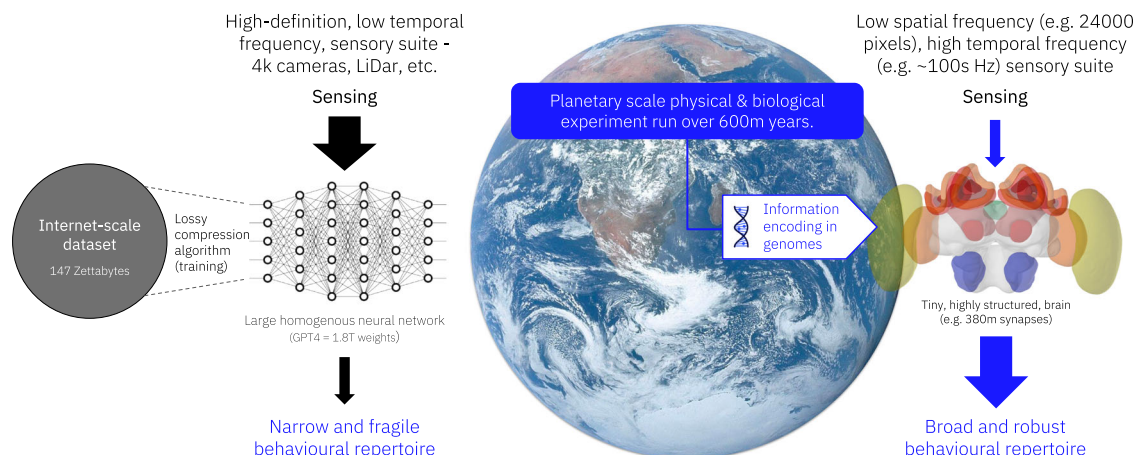 High-definition, low temporal
frequency, sensory suite -
4k cameras, LiDar, etc.
Sensing
Internet-scale
dataset
147 Zettabytes
Lossy
compression
algorithm
(training)
Large homogenous neural network
(GPT4 = 1.8T weights)
Narrow and fragile
behavioural repertoire
Planetary scale physical & biological
experiment run over 600m years.
Information
encoding in
genomes
Low spatial frequency (e.g. 24000
pixels), high temporal frequency
(e.g. ~100s Hz) sensory suite
Sensing
Tiny, highly structured, brain
(e.g. 380m synapses)
Broad and robust
behavioural repertoire